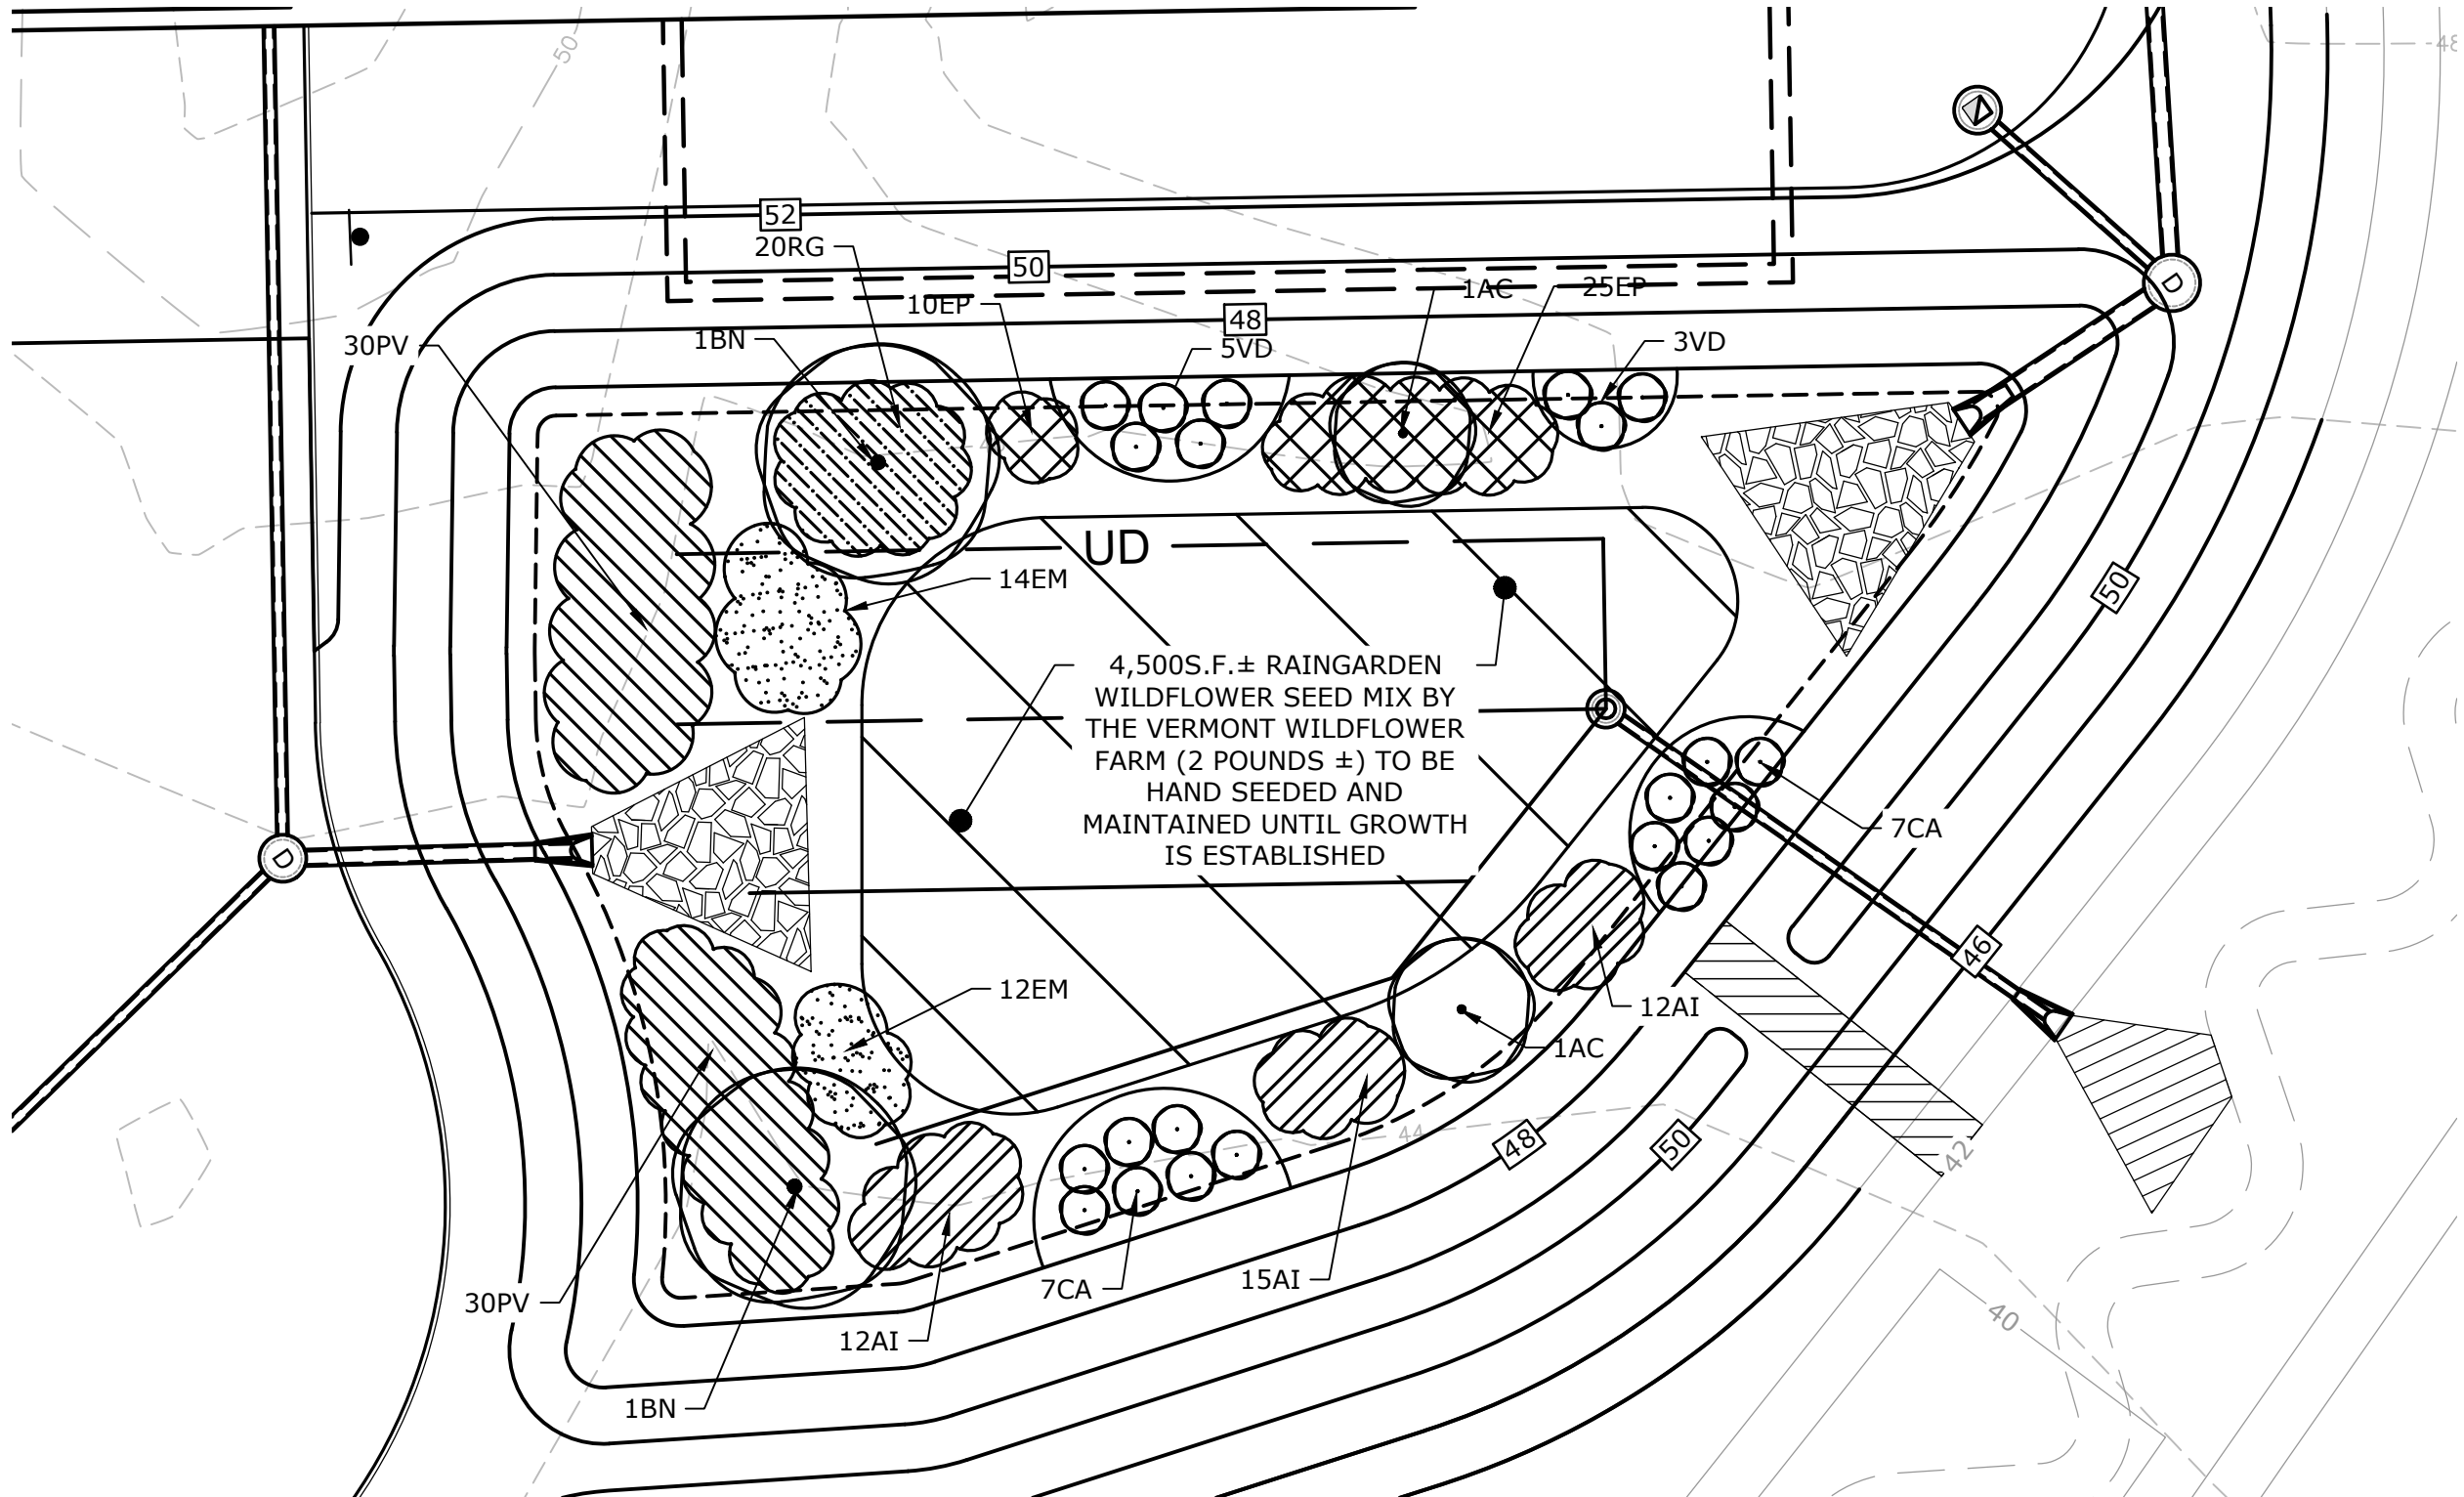 50
48
52
20RG
50
10EP
1AC
25EP
48
1BN
30PV
5VD
3VD
D
UD
14EM
50
4,500S.F.± RAINGARDEN
WILDFLOWER SEED MIX BY
THE VERMONT WILDFLOWER
FARM (2 POUNDS ±) TO BE
HAND SEEDED AND
MAINTAINED UNTIL GROWTH
IS ESTABLISHED
7CA
D
46
12EM
12AI
1AC
44
48
50
42
7CA
15AI
30PV
12AI
40
1BN